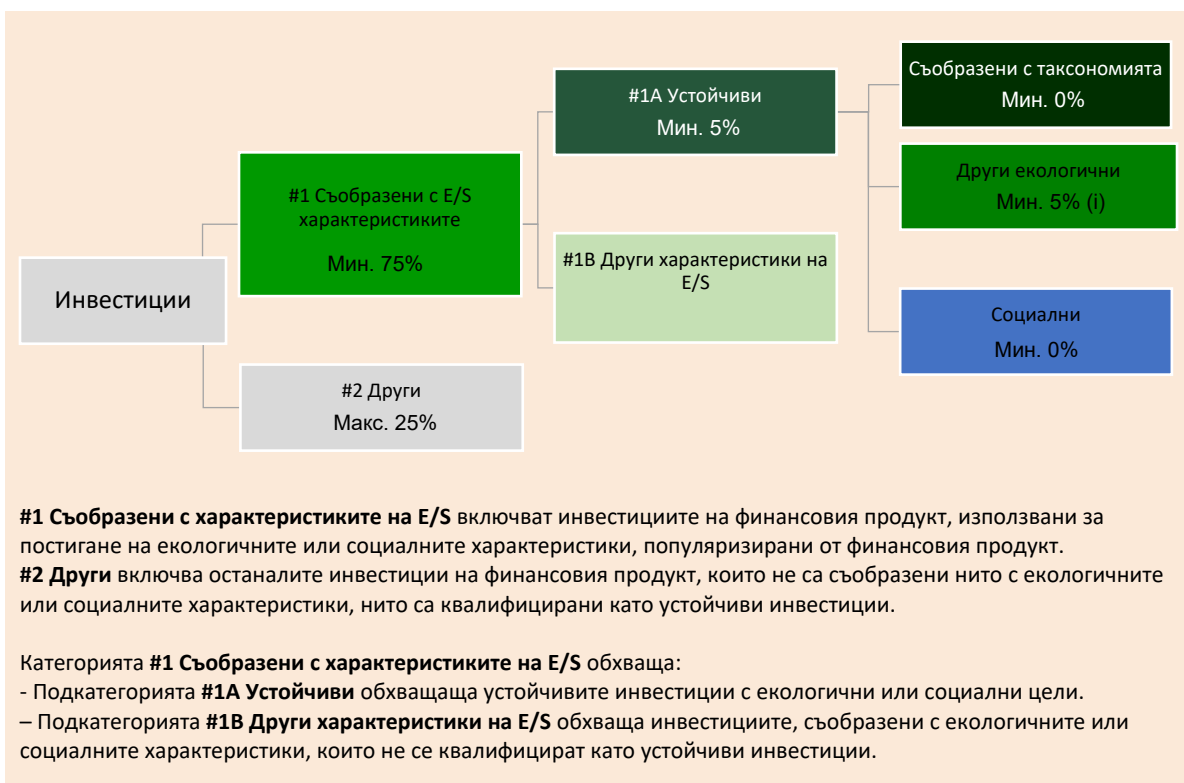 Инвестиции
#1 Съобразени с E/S
характеристиките
Мин. 75%
#2 Други
Макс. 25%
#1A Устойчиви
Мин. 5%
#1B Други характеристики на
E/S
Съобразени с таксономията
Мин. 0%
Други екологични
Мин. 5% (i)
Социални
Мин. 0%
#1 Съобразени с характеристиките на E/S включват инвестициите на финансовия продукт, използвани за
постигане на екологичните или социалните характеристики, популяризирани от финансовия продукт.
#2 Други включва останалите инвестиции на финансовия продукт, които не са съобразени нито с екологичните
или социалните характеристики, нито са квалифицирани като устойчиви инвестиции.
Категорията #1 Съобразени с характеристиките на E/S обхваща:
- Подкатегорията #1A Устойчиви обхващаща устойчивите инвестиции с екологични или социални цели.
– Подкатегорията #1B Други характеристики на E/S обхваща инвестициите, съобразени с екологичните или
социалните характеристики, които не се квалифицират като устойчиви инвестиции.